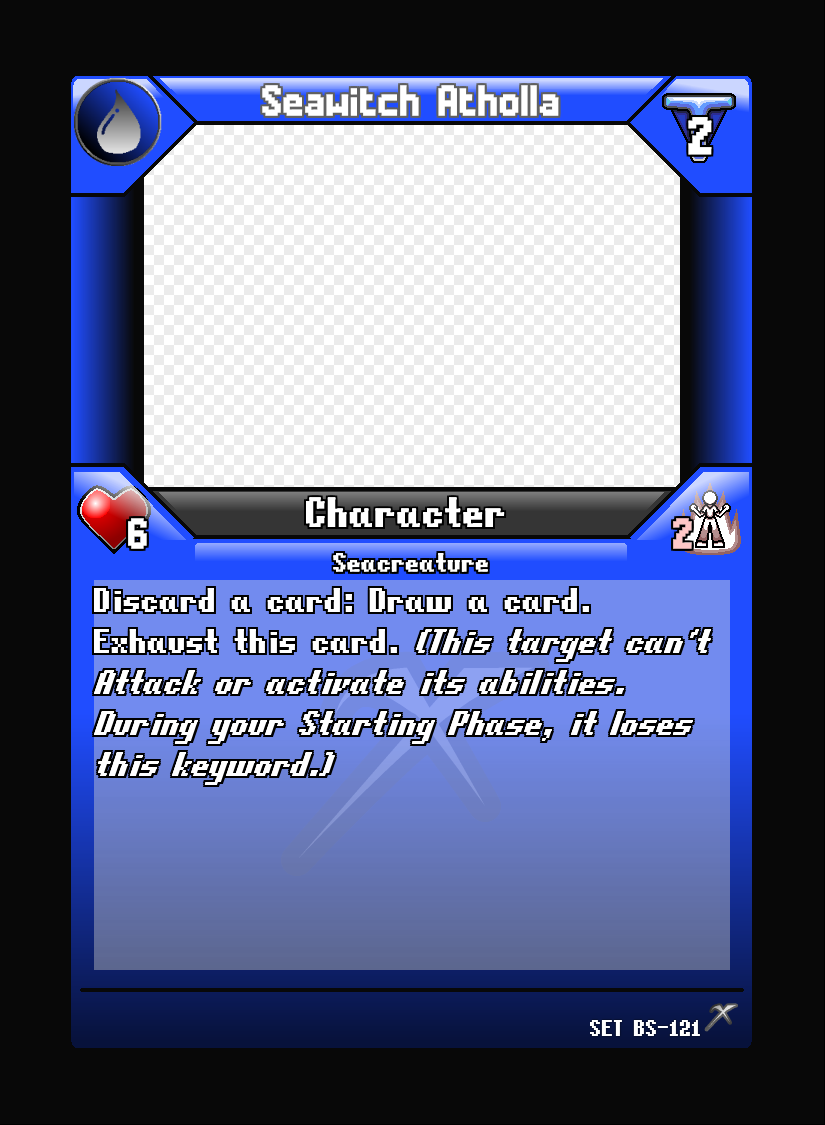 Seawitch Atholla
2
Character
6
2
Seacreature
Discard a card: Draw a card.
Exhaust this card. (This target can't
Attack or activate its abilities.
During your Starting Phase, it loses
this keyword.)
SET BS-121